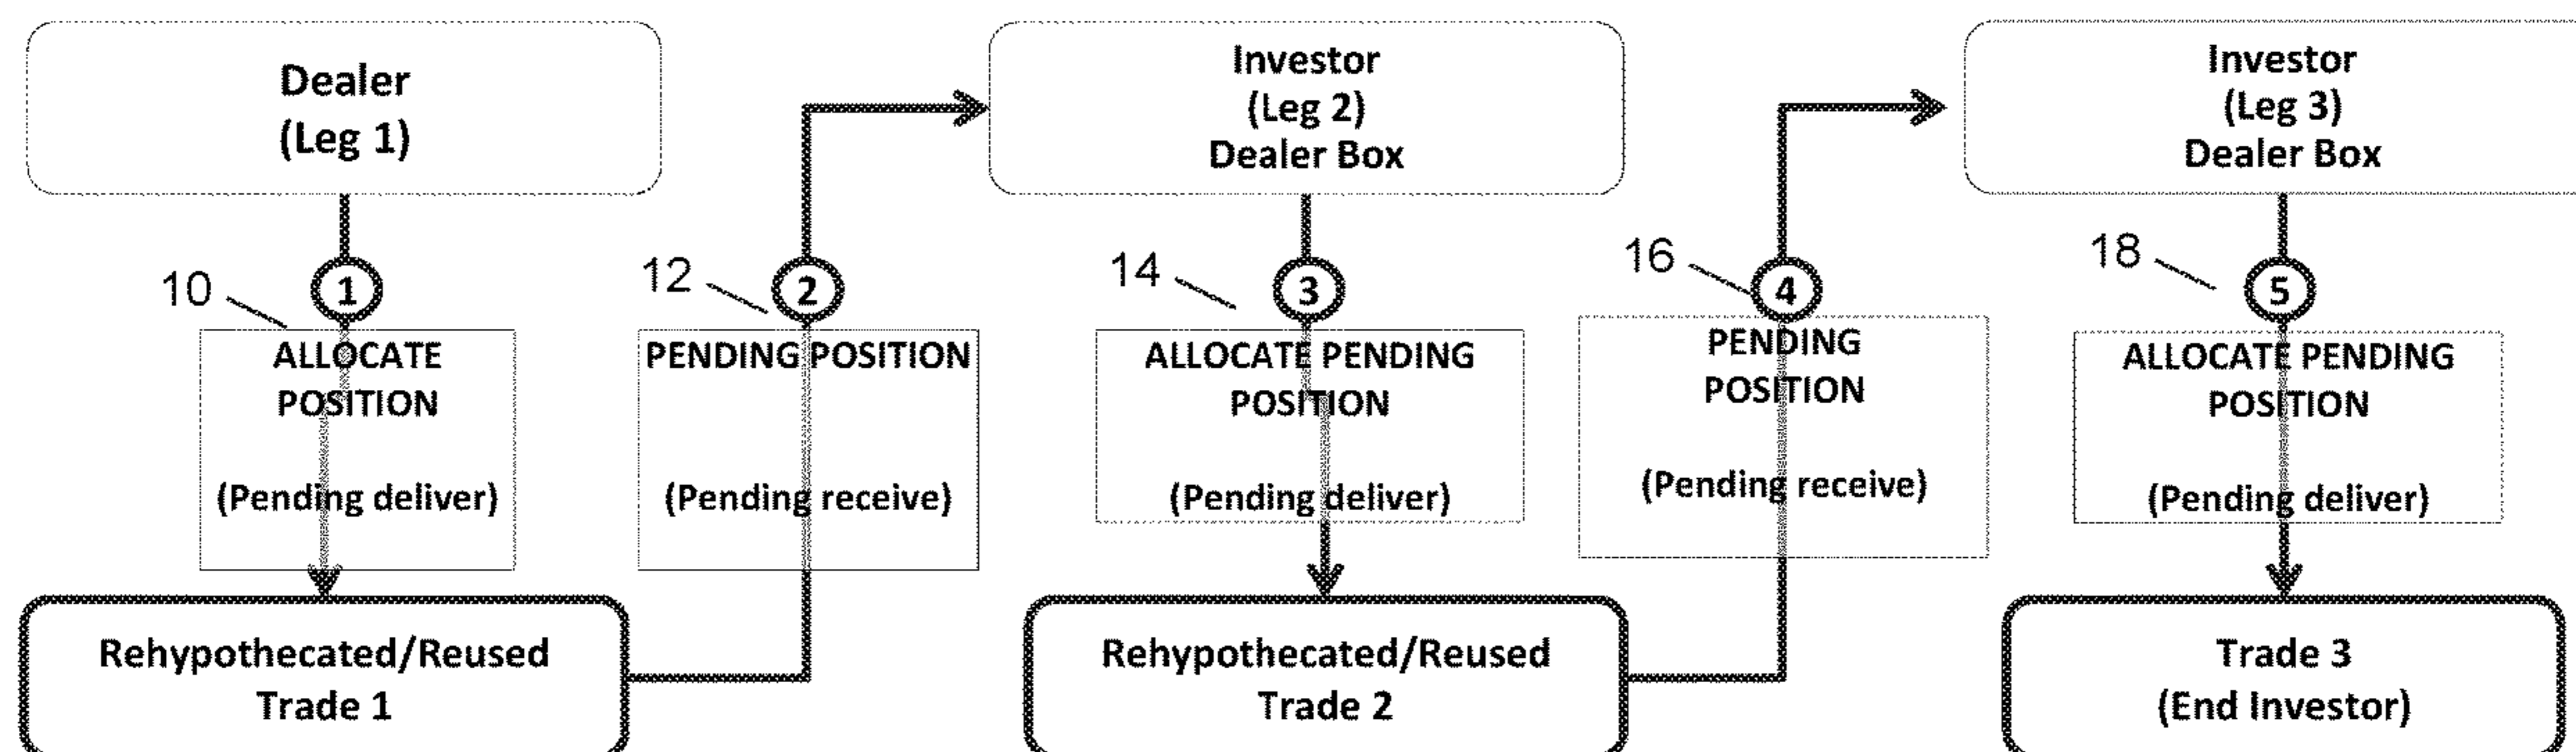 Dealer
(Leg 1)
Investor
(Leg 2)
Dealer Box
Investor
(Leg 3)
Dealer Box
10
1
12
2
14
3
16
4
18
5
ALLOCATE
POSITION
(Pending deliver)
PENDING POSITION
(Pending receive)
ALLOCATE PENDING
POSITION
(Pending deliver)
PENDING
POSITION
(Pending receive)
ALLOCATE PENDING
POSITION
(Pending deliver)
Rehypothecated/Reused
Trade 1
Rehypothecated/Reused
Trade 2
Trade 3
(End Investor)